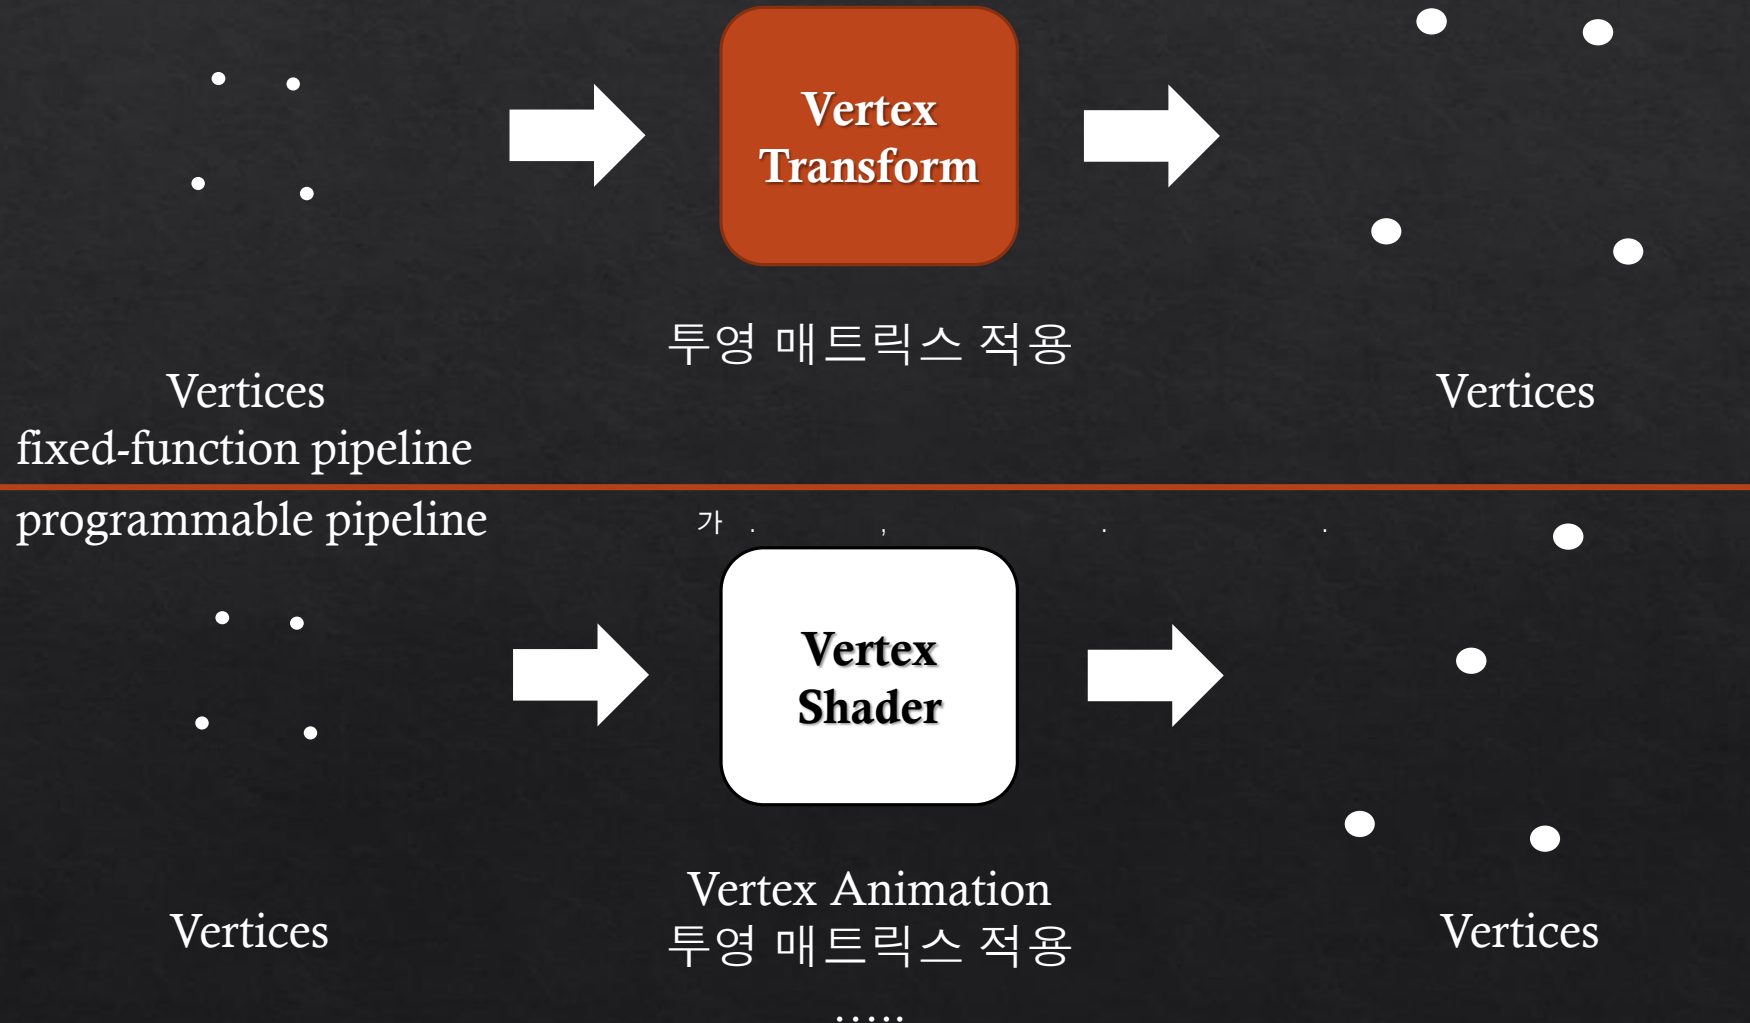 Vertex
Transform
투영 매트릭스 적용
Vertices
Vertices
fixed-function pipeline
programmable pipeline
가 . , . .
Vertex
Shader
Vertex Animation
Vertices
투영 매트릭스 적용
Vertices
.....